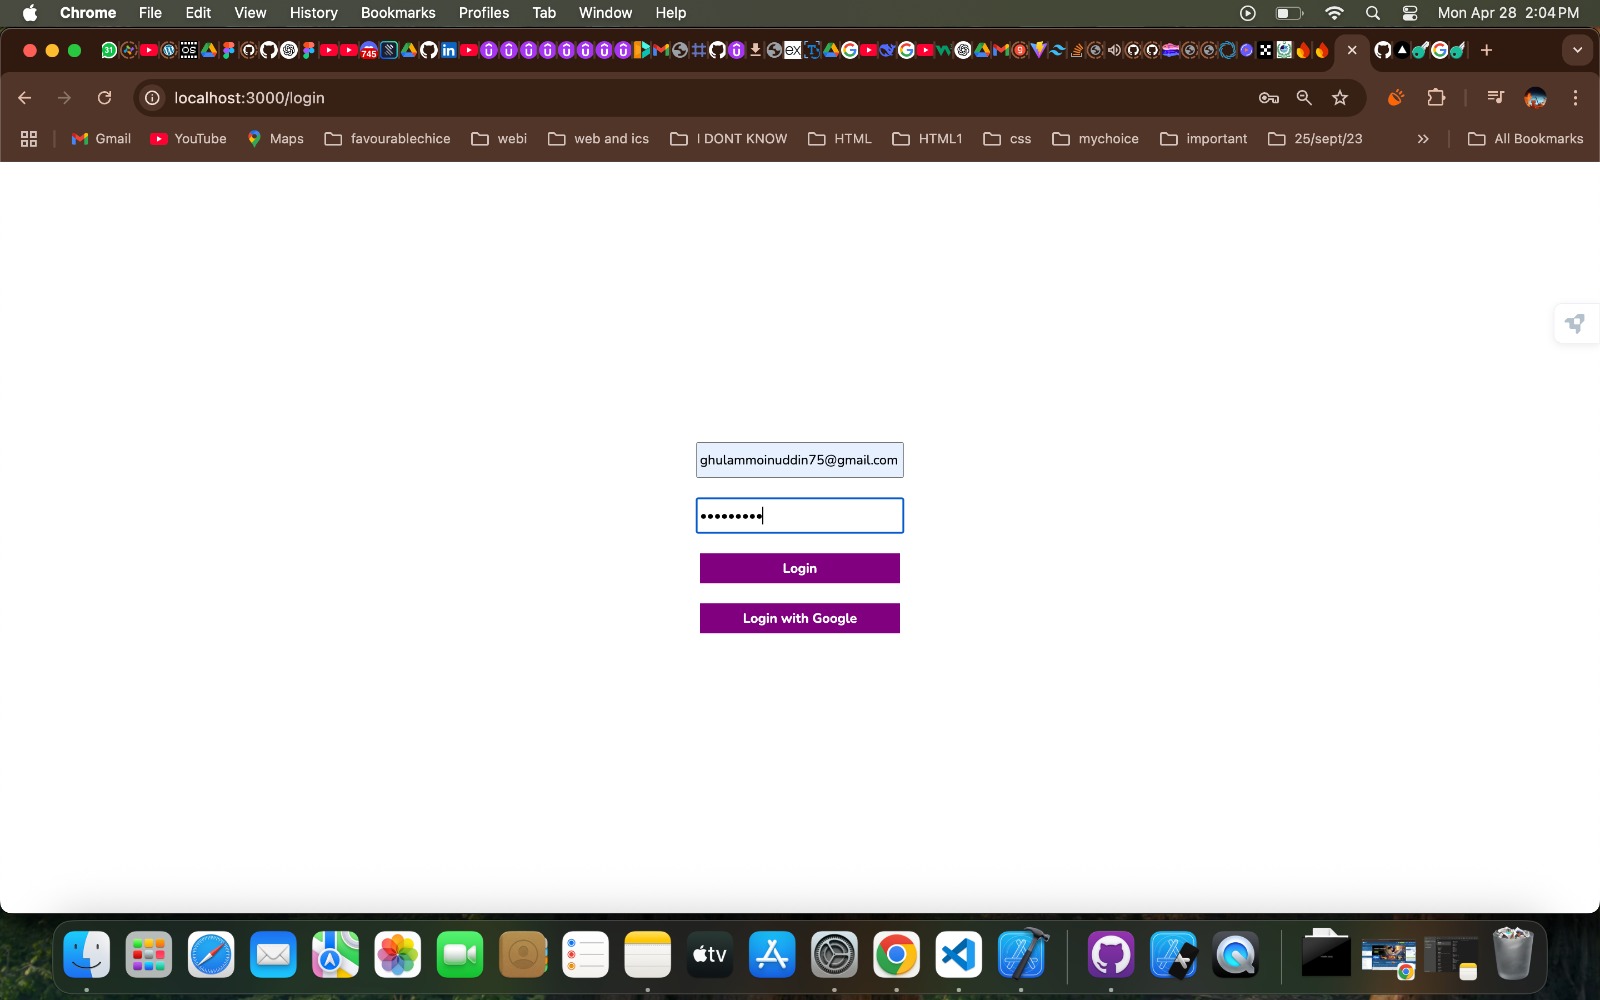 Chrome File Edit View History Bookmarks Profiles Tab Window Help Mon Apr 28 2:04 PM
localhost:3000/login
Gmail YouTube Maps favourablechice webi web and ics I DONT KNOW HTML HTML1 css mychoice important 25/sept/23 » All Bookmarks
ghulammoinuddin75@gmail.com
•••••••••
Login
Login with Google
tv